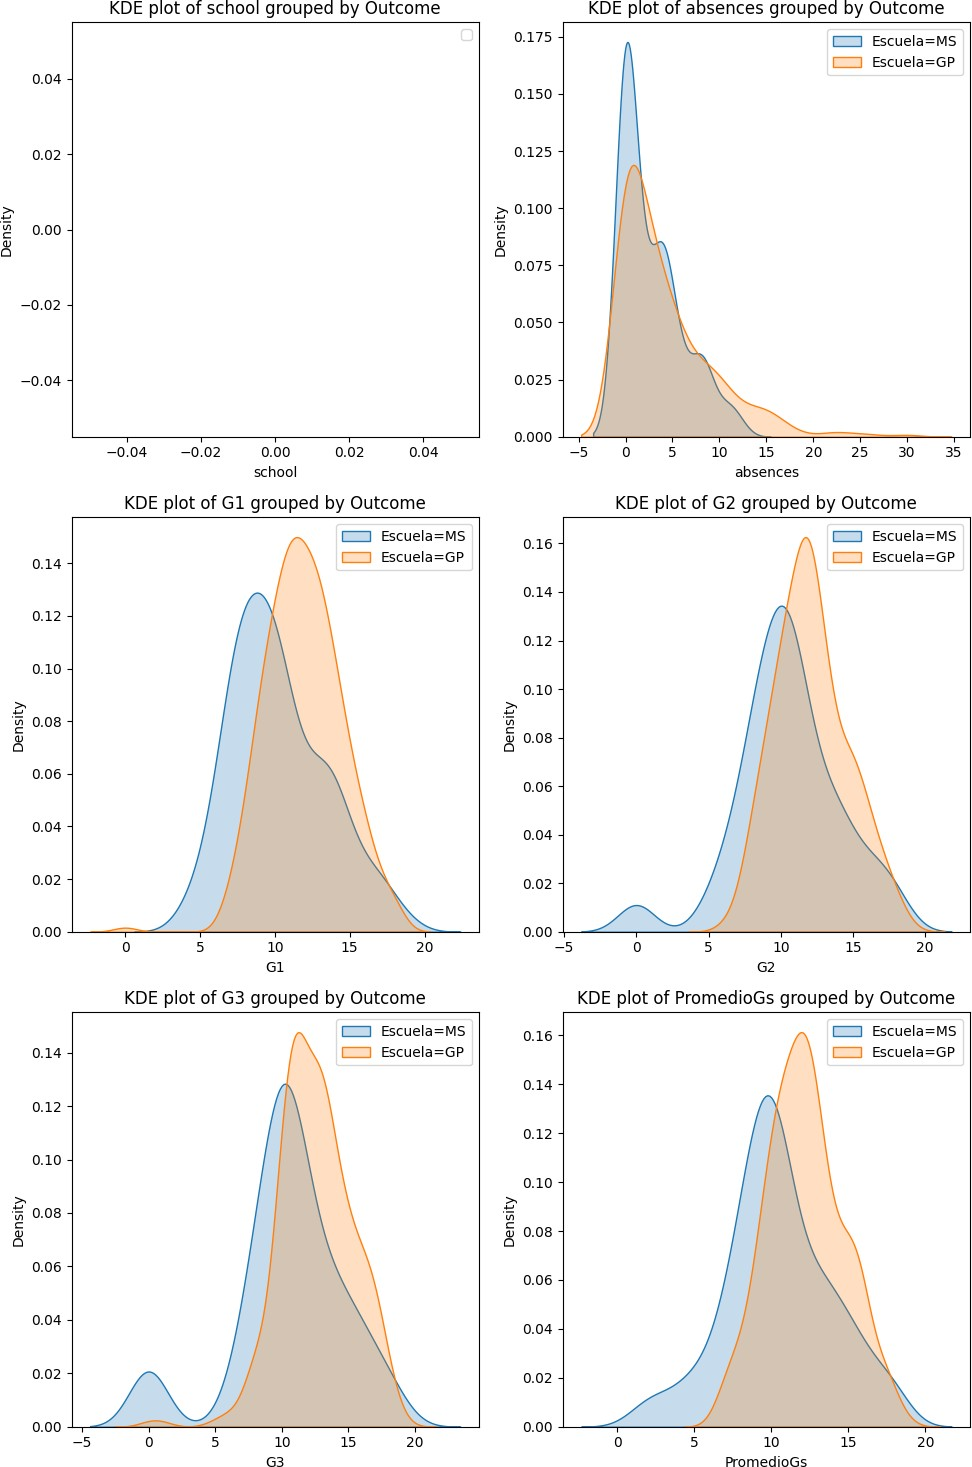 KDE plot of school grouped by Outcome
0.04
0.02
0.00
−0.02
−0.04
Density
−0.04
−0.02
0.00
0.02
0.04
school
KDE plot of absences grouped by Outcome
Escuela=MS
Escuela=GP
0.175
0.150
0.125
0.100
0.075
0.050
0.025
0.000
Density
−5
0
5
10
15
20
25
30
35
absences
KDE plot of G1 grouped by Outcome
Escuela=MS
Escuela=GP
0.14
0.12
0.10
0.08
0.06
0.04
0.02
0.00
Density
0
5
10
15
20
G1
KDE plot of G2 grouped by Outcome
Escuela=MS
Escuela=GP
0.16
0.14
0.12
0.10
0.08
0.06
0.04
0.02
0.00
Density
−5
0
5
10
15
20
G2
KDE plot of G3 grouped by Outcome
Escuela=MS
Escuela=GP
0.14
0.12
0.10
0.08
0.06
0.04
0.02
0.00
Density
−5
0
5
10
15
20
G3
KDE plot of PromedioGs grouped by Outcome
Escuela=MS
Escuela=GP
0.16
0.14
0.12
0.10
0.08
0.06
0.04
0.02
0.00
Density
0
5
10
15
20
PromedioGs